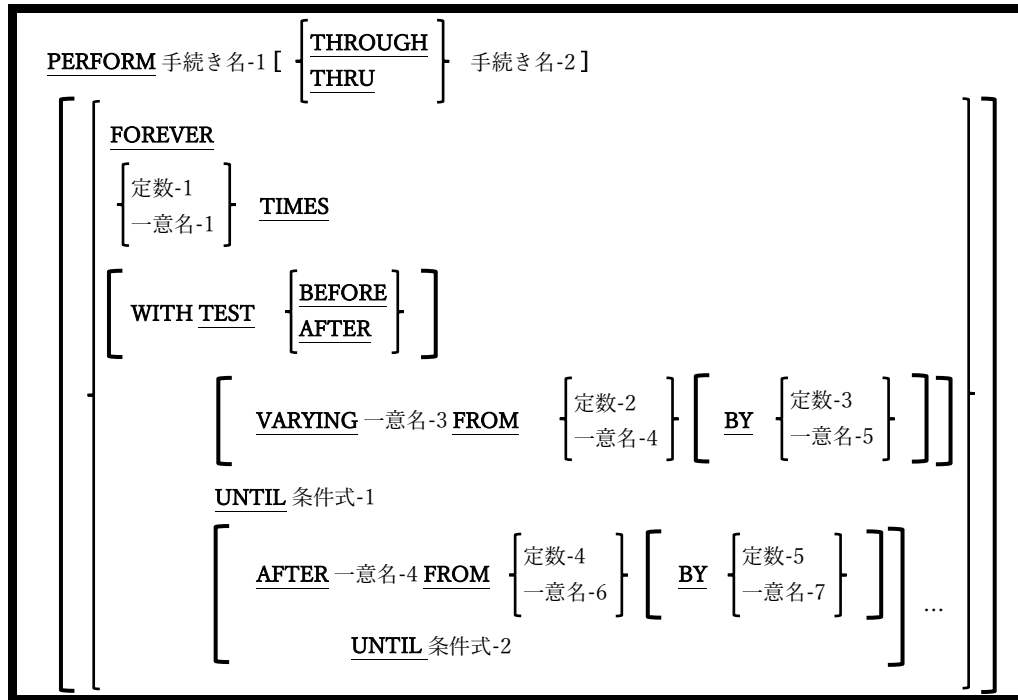 PERFORM 手続き名-1 [ THROUGH 手続き名-2 ]
THRU
FOREVER
定数-1
一意名-1 TIMES
WITH TEST BEFORE
AFTER
VARYING 一意名-3 FROM 定数-2 BY 定数-3
一意名-4 一意名-5
UNTIL 条件式-1
AFTER 一意名-4 FROM 定数-4 BY 定数-5
一意名-6 一意名-7
...
UNTIL 条件式-2